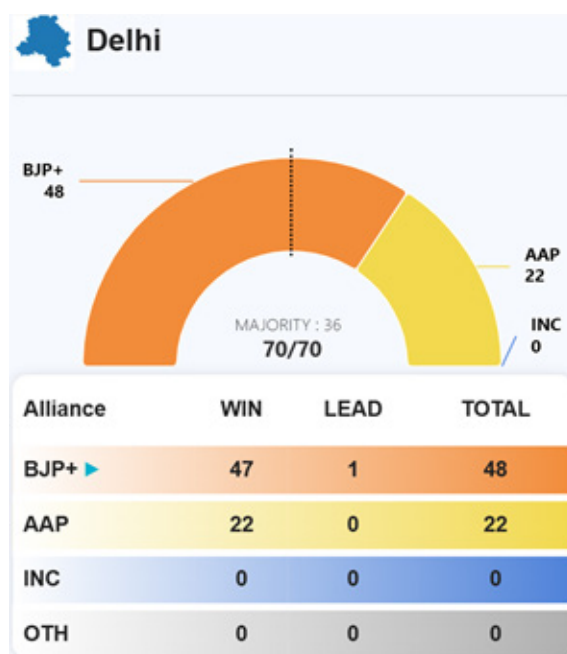 Delhi
BJP+
48
AAP
22
INC
0
MAJORITY : 36
70/70
Alliance WIN LEAD TOTAL
BJP+ 47 1 48
AAP 22 0 22
INC 0 0 0
OTH 0 0 0